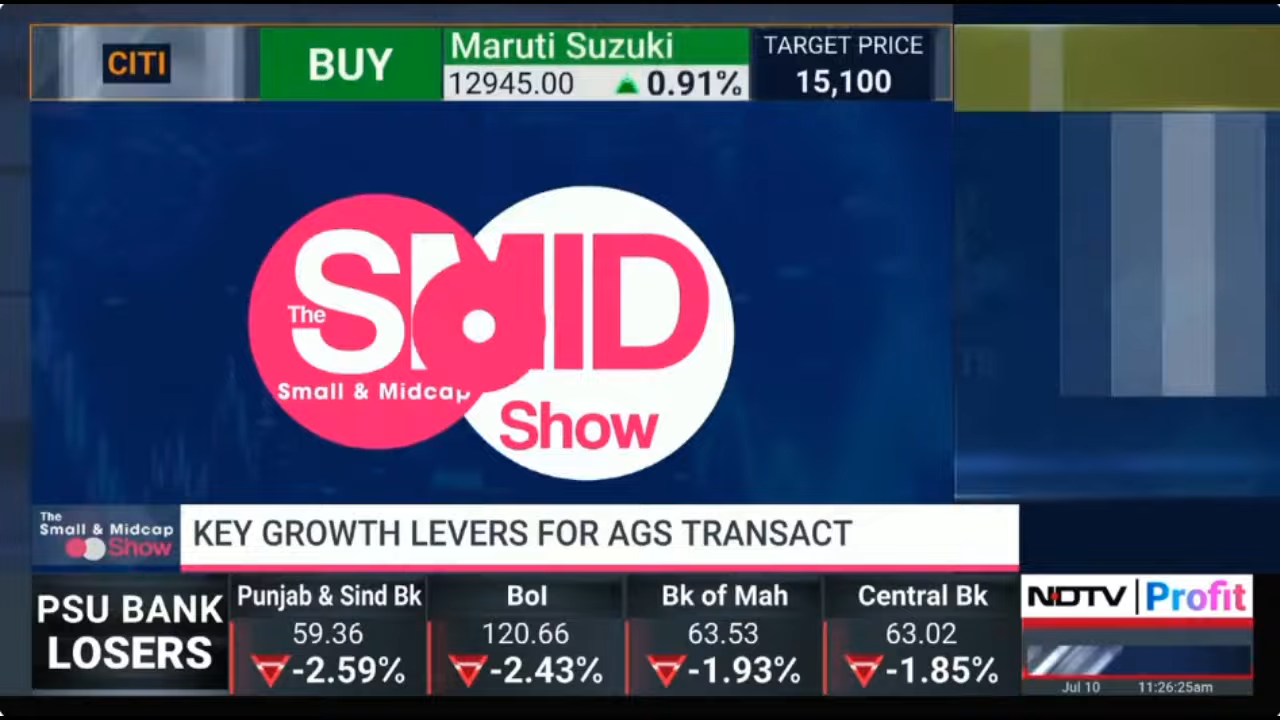 CITI
BUY
Maruti Suzuki
12945.00 0.91%
TARGET PRICE
15,100
The
SMID
Small & Midcap
Show
The
Small & Midcap
Show
KEY GROWTH LEVERS FOR AGS TRANSACT
PSU BANK
LOSERS
Punjab & Sind Bk
59.36
-2.59%
BoI
120.66
-2.43%
Bk of Mah
63.53
-1.93%
Central Bk
63.02
-1.85%
NDTV Profit
Jul 10 11:26:25am